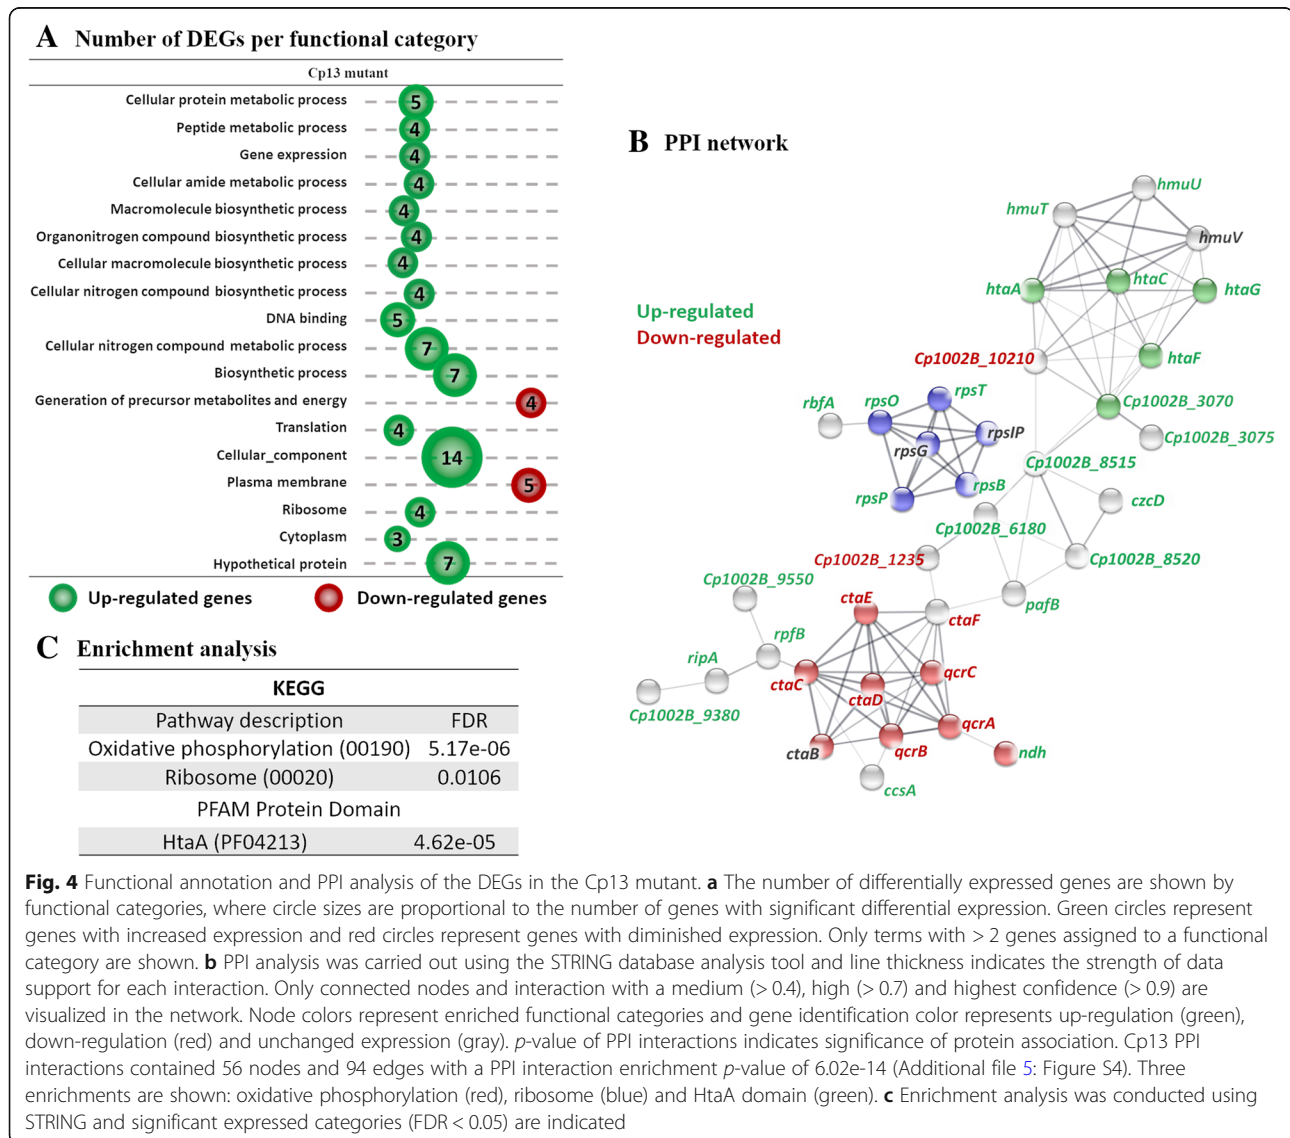 A Number of DEGs per functional category
Cp13 mutant
Cellular protein metabolic process 5
Peptide metabolic process 4
Gene expression 4
Cellular amide metabolic process 4
Macromolecule biosynthetic process 4
Organonitrogen compound biosynthetic process 4
Cellular macromolecule biosynthetic process 4
Cellular nitrogen compound biosynthetic process 4
DNA binding 5
Cellular nitrogen compound metabolic process 7
Biosynthetic process 7
Generation of precursor metabolites and energy 4
Translation 4
Cellular_component 14
Plasma membrane 5
Ribosome 4
Cytoplasm 3
Hypothetical protein 7
Up-regulated genes Down-regulated genes
B PPI network
Up-regulated
Down-regulated
hmuU
hmuT
hmuV
htaA
htaC
htaG
Cp1002B_10210
htaF
Cp1002B_3070
Cp1002B_3075
rbfA
rpsO
rpsT
rpsIP
rpsG
rpsP
rpsB
Cp1002B_8515
czcD
Cp1002B_6180
Cp1002B_8520
Cp1002B_1235
pafB
Cp1002B_9550
ctaE
ctaF
rpfB
ripA
ctaC
ctaD
qcrC
Cp1002B_9380
qcrA
ctaB
qcrB
ndh
ccsA
C Enrichment analysis
KEGG
Pathway description FDR
Oxidative phosphorylation (00190) 5.17e-06
Ribosome (00020) 0.0106
PFAM Protein Domain
HtaA (PF04213) 4.62e-05
Fig. 4 Functional annotation and PPI analysis of the DEGs in the Cp13 mutant. a The number of differentially expressed genes are shown by
functional categories, where circle sizes are proportional to the number of genes with significant differential expression. Green circles represent
genes with increased expression and red circles represent genes with diminished expression. Only terms with > 2 genes assigned to a functional
category are shown. b PPI analysis was carried out using the STRING database analysis tool and line thickness indicates the strength of data
support for each interaction. Only connected nodes and interaction with a medium (> 0.4), high (> 0.7) and highest confidence (> 0.9) are
visualized in the network. Node colors represent enriched functional categories and gene identification color represents up-regulation (green),
down-regulation (red) and unchanged expression (gray). p-value of PPI interactions indicates significance of protein association. Cp13 PPI
interactions contained 56 nodes and 94 edges with a PPI interaction enrichment p-value of 6.02e-14 (Additional file 5: Figure S4). Three
enrichments are shown: oxidative phosphorylation (red), ribosome (blue) and HtaA domain (green). c Enrichment analysis was conducted using
STRING and significant expressed categories (FDR < 0.05) are indicated